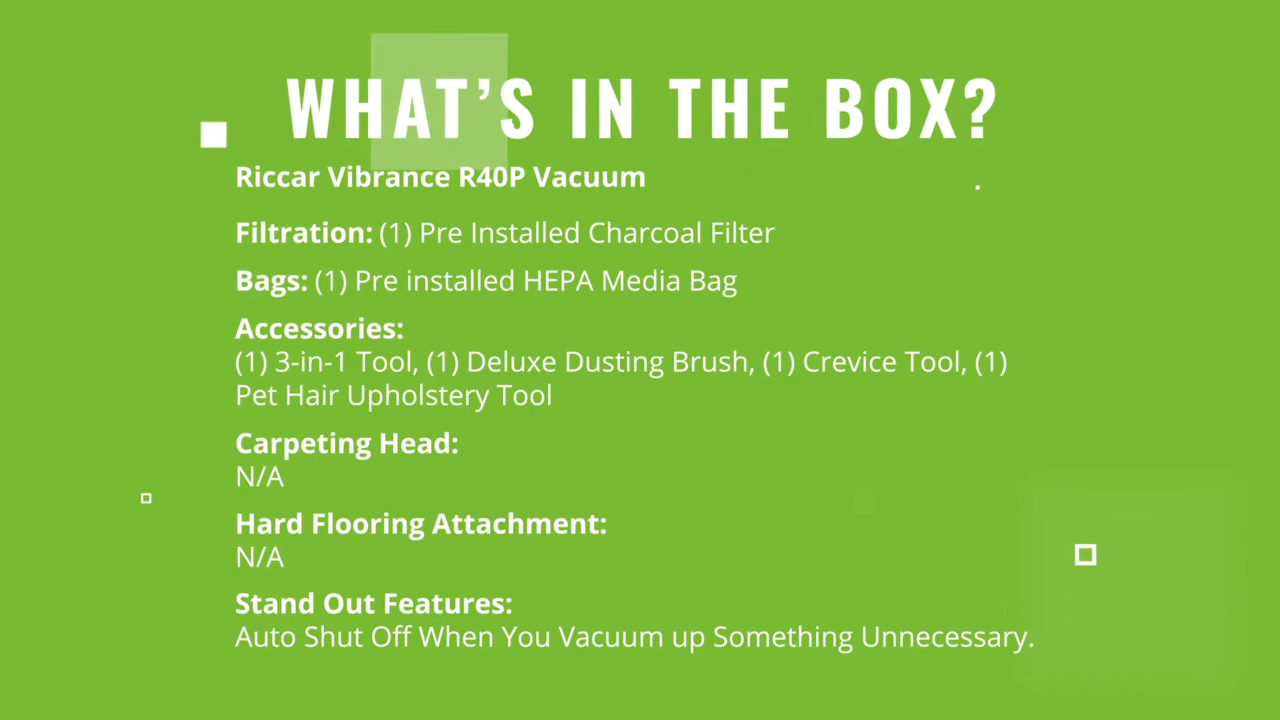 WHAT’S IN THE BOX?
Riccar Vibrance R40P Vacuum
Filtration: (1) Pre Installed Charcoal Filter
Bags: (1) Pre installed HEPA Media Bag
Accessories:
(1) 3-in-1 Tool, (1) Deluxe Dusting Brush, (1) Crevice Tool, (1)
Pet Hair Upholstery Tool
Carpeting Head:
N/A
Hard Flooring Attachment:
N/A
Stand Out Features:
Auto Shut Off When You Vacuum up Something Unnecessary.